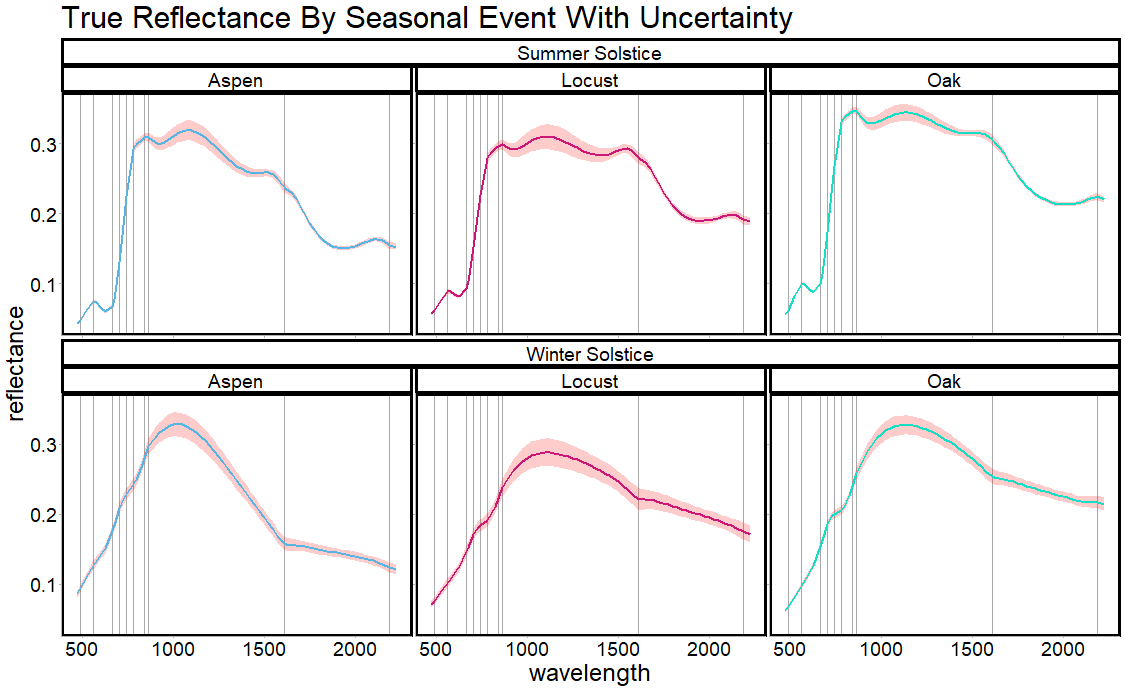 True Reflectance By Seasonal Event With Uncertainty
Summer Solstice
Aspen Locust Oak
0.3
0.2
0.1
Winter Solstice
Aspen Locust Oak
0.3
0.2
0.1
reflectance
500 1000 1500 2000 500 1000 1500 2000 500 1000 1500 2000
wavelength